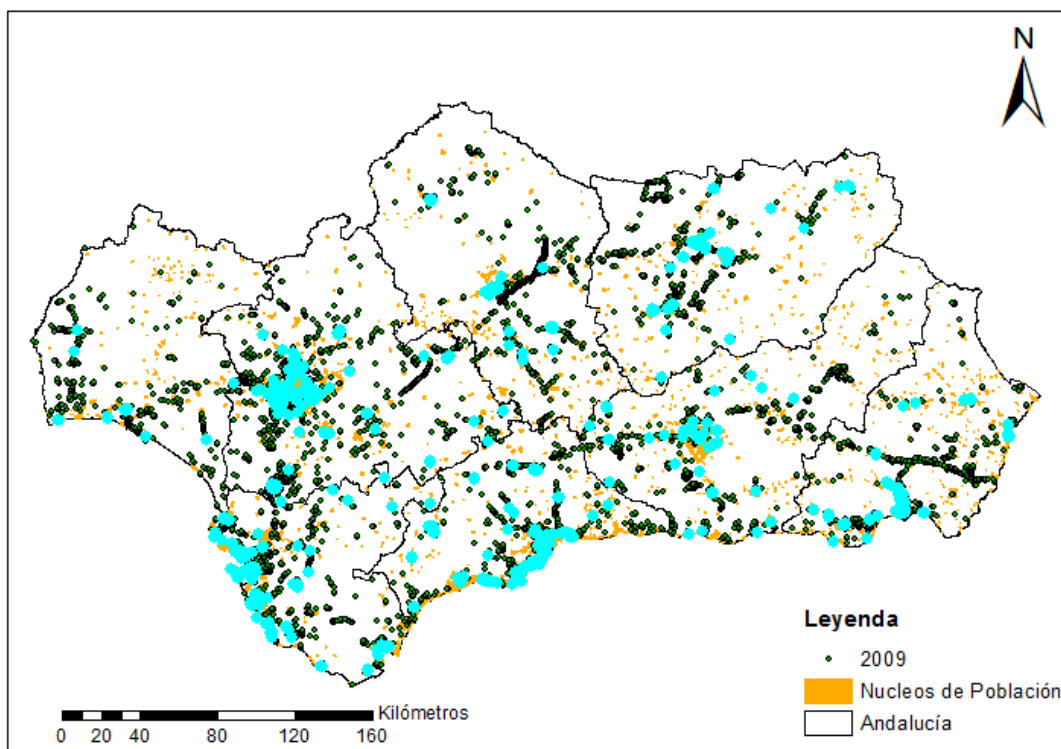 N
Leyenda
2009
Nucleos de Población
Andalucía
Kilómetros
0 20 40 80 120 160